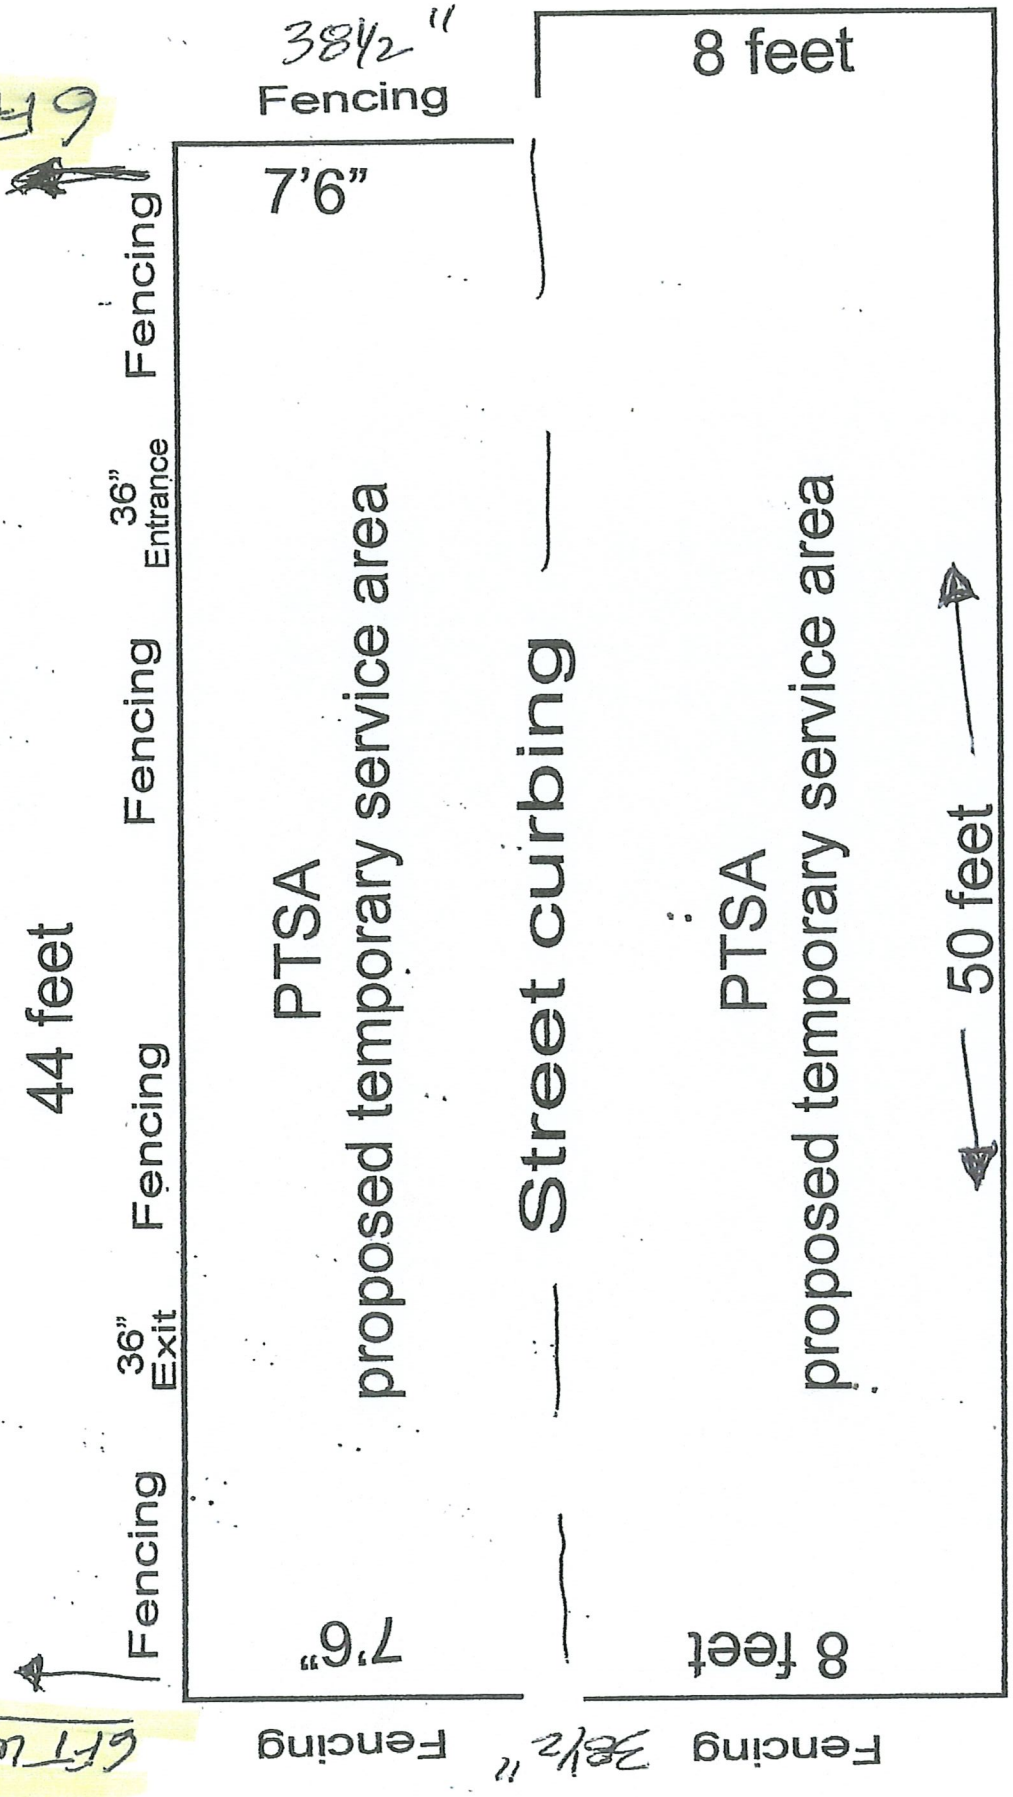 38½"
Fencing
8 feet
7'6"
Fencing
36"
Entrance
Fencing
44 feet
Fencing
36"
Exit
Fencing
PTSA
proposed temporary service area
Street curbing
PTSA
proposed temporary service area
50 feet
7'6"
8 feet
Fencing
38½"
Fencing
6 FT